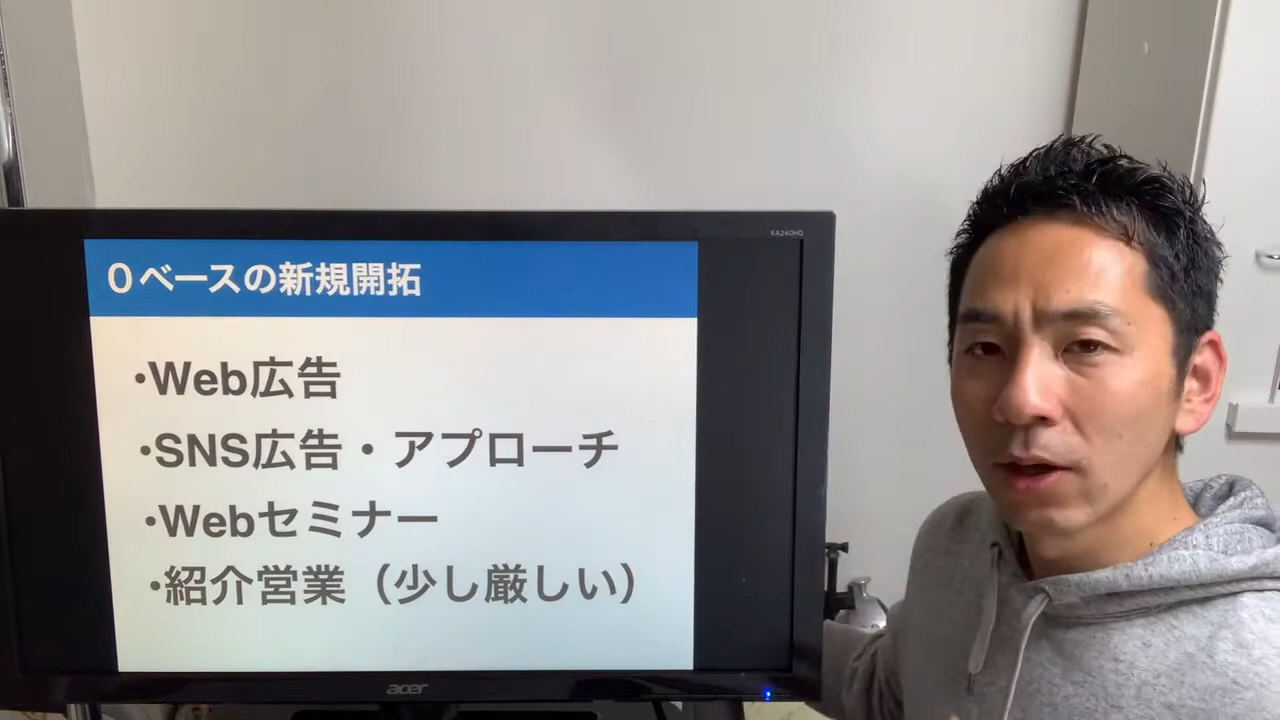 KA240HQ
0ベースの新規開拓
・Web広告
・SNS広告・アプローチ
・Webセミナー
・紹介営業（少し厳しい）
acer